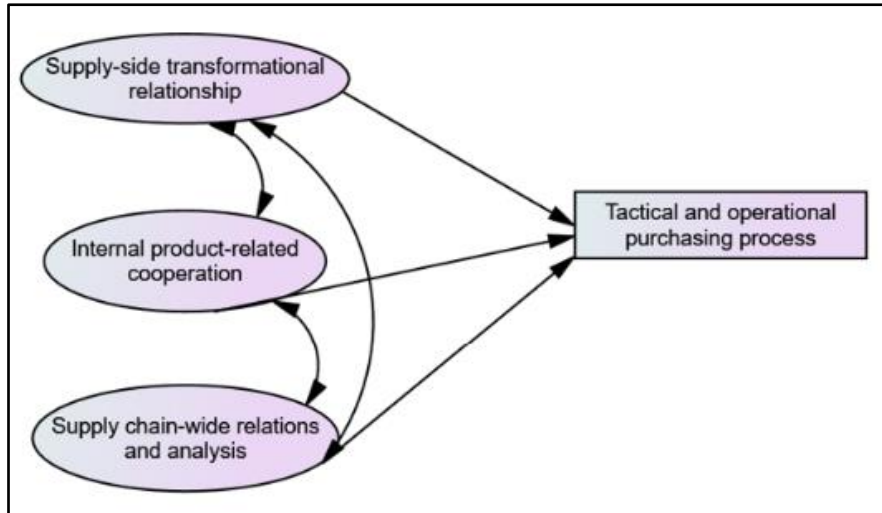 Supply-side transformational
relationship
Internal product-related
cooperation
Supply chain-wide relations
and analysis
Tactical and operational
purchasing process